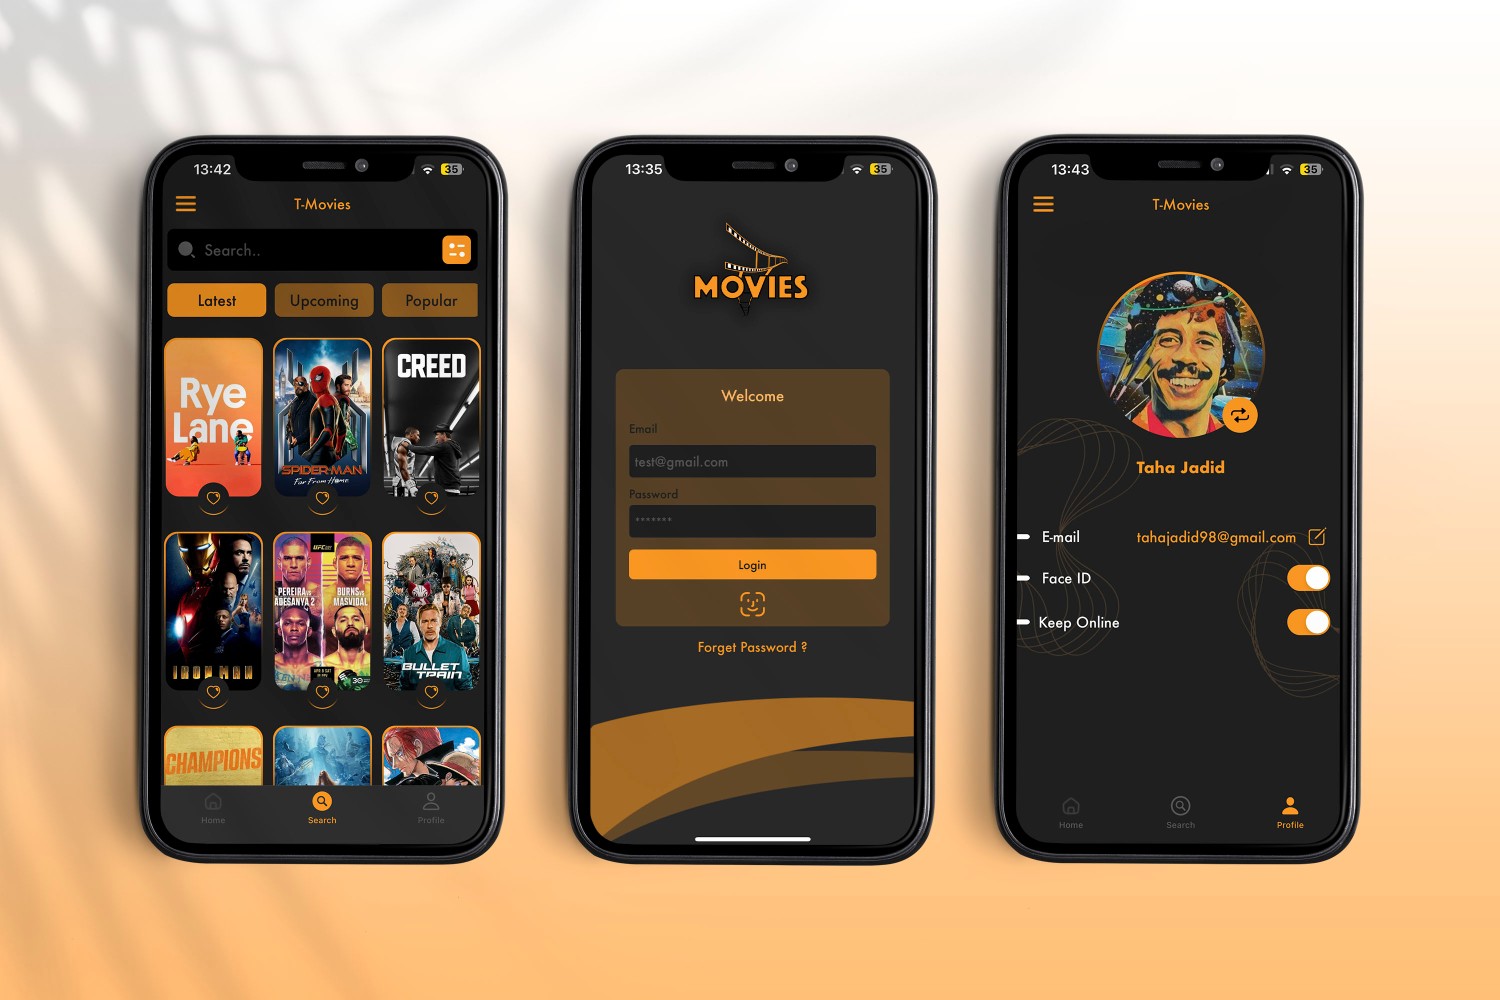 13:42
35
T-Movies
Search..
Latest
Upcoming
Popular
Rye
Lane
SPIDER-MAN
Far From Home
CREED
IRON MAN
UFC 287
PEREIRA VS
ADESANYA 2
BURNS VS
MASVIDAL
BULLET
TRAIN
CHAMPIONS
Home
Search
Profile
13:35
35
MOVIES
Welcome
Email
test@gmail.com
Password
*******
Login
Forget Password ?
13:43
35
T-Movies
Taha Jadid
E-mail
tahajadid98@gmail.com
Face ID
Keep Online
Home
Search
Profile